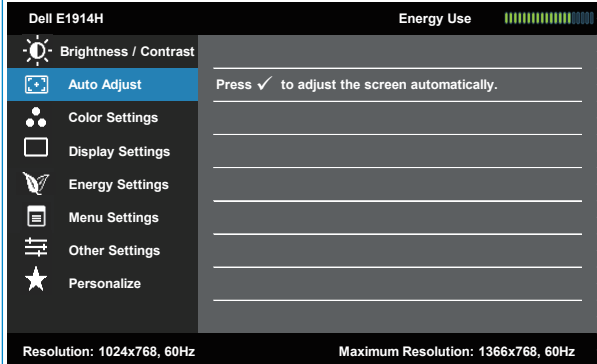 Dell E1914H Energy Use
Brightness / Contrast
Auto Adjust Press ✓ to adjust the screen automatically.
Color Settings
Display Settings
Energy Settings
Menu Settings
Other Settings
Personalize
Resolution: 1024x768, 60Hz Maximum Resolution: 1366x768, 60Hz